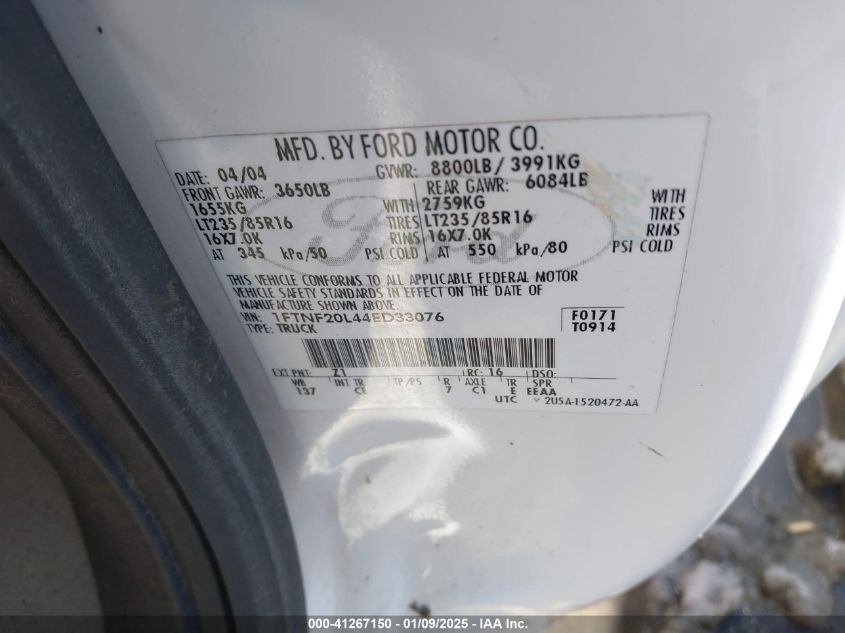 MFD. BY FORD MOTOR CO.
DATE: 04/04 GVWR: 8800LB/ 3991KG
FRONT GAWR: 3650LB REAR GAWR: 6084LB
1655KG WITH 2759KG WITH
LT235/85R16 TIRES LT235/85R16 TIRES
16X7.0K RIMS 16X7.0K RIMS
AT 345 kPa/50 PSI COLD AT 550 kPa/80 PSI COLD
THIS VEHICLE CONFORMS TO ALL APPLICABLE FEDERAL MOTOR
VEHICLE SAFETY STANDARDS IN EFFECT ON THE DATE OF
MANUFACTURE SHOWN ABOVE.
VIN: 1FTNF20L44ED33076 F0171
TYPE: TRUCK T0914
EXT PNT: Z1 RC: 16 DSO:
WB INT TR TP/PS R AXLE TR SPR
137 CE 7 C1 E EEAA
UTC 2U5A-1520472-AA
Ford
000-41267150 - 01/09/2025 - IAA Inc.